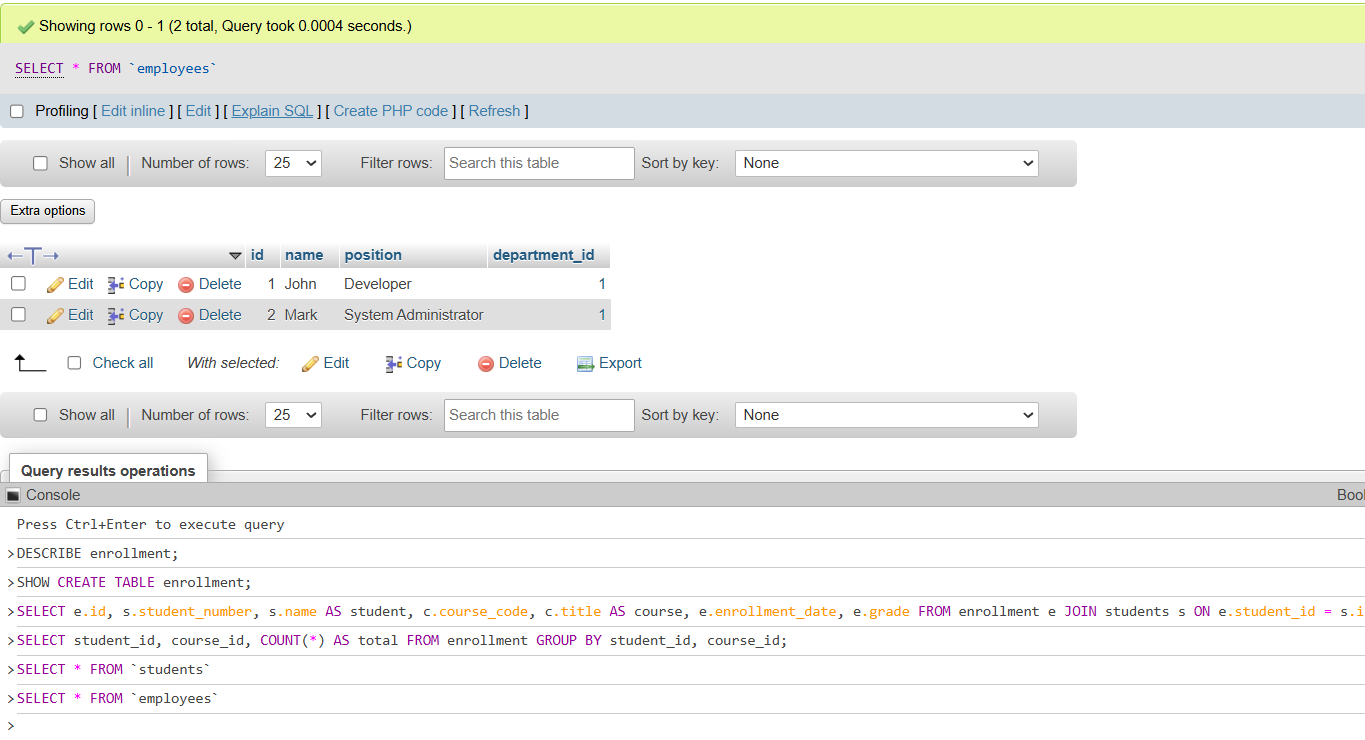 Showing rows 0 - 1 (2 total, Query took 0.0004 seconds.)
SELECT * FROM `employees`
Profiling [ Edit inline ] [ Edit ] [ Explain SQL ] [ Create PHP code ] [ Refresh ]
Show all | Number of rows: 25 Filter rows: Search this table Sort by key: None
Extra options
←T→ id name position department_id
Edit Copy Delete 1 John Developer 1
Edit Copy Delete 2 Mark System Administrator 1
Check all With selected: Edit Copy Delete Export
Show all | Number of rows: 25 Filter rows: Search this table Sort by key: None
Query results operations
Console Boo
Press Ctrl+Enter to execute query
>DESCRIBE enrollment;
>SHOW CREATE TABLE enrollment;
>SELECT e.id, s.student_number, s.name AS student, c.course_code, c.title AS course, e.enrollment_date, e.grade FROM enrollment e JOIN students s ON e.student_id = s.i
>SELECT student_id, course_id, COUNT(*) AS total FROM enrollment GROUP BY student_id, course_id;
>SELECT * FROM `students`
>SELECT * FROM `employees`
>